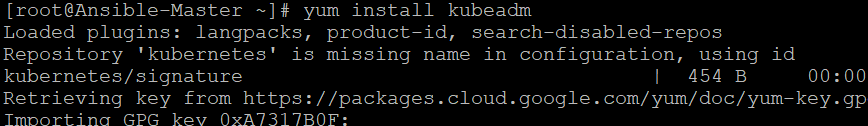 [root@Ansible-Master ~]# yum install kubeadm
Loaded plugins: langpacks, product-id, search-disabled-repos
Repository 'kubernetes' is missing name in configuration, using id
kubernetes/signature | 454 B 00:00
Retrieving key from https://packages.cloud.google.com/yum/doc/yum-key.gp
Importing GPG key 0xA7317B0F: